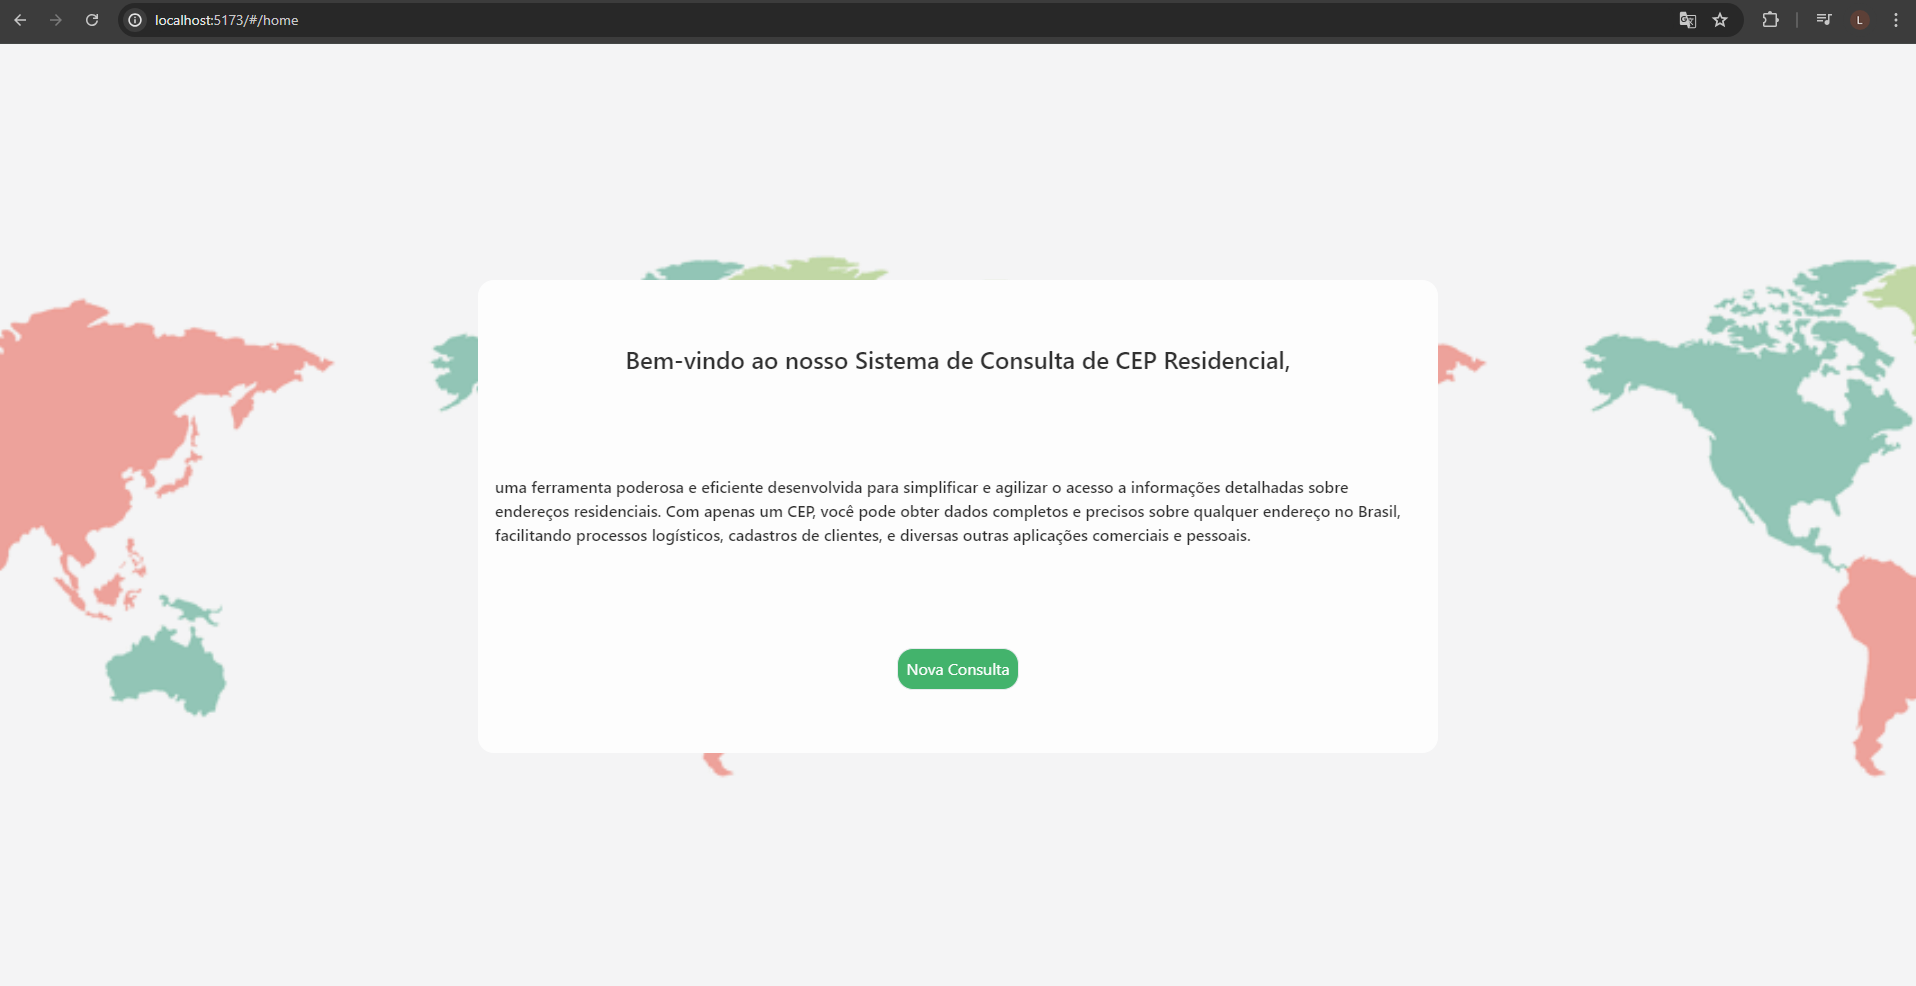 localhost:5173/#/home
L
Bem-vindo ao nosso Sistema de Consulta de CEP Residencial,
uma ferramenta poderosa e eficiente desenvolvida para simplificar e agilizar o acesso a informações detalhadas sobre
endereços residenciais. Com apenas um CEP, você pode obter dados completos e precisos sobre qualquer endereço no Brasil,
facilitando processos logísticos, cadastros de clientes, e diversas outras aplicações comerciais e pessoais.
Nova Consulta